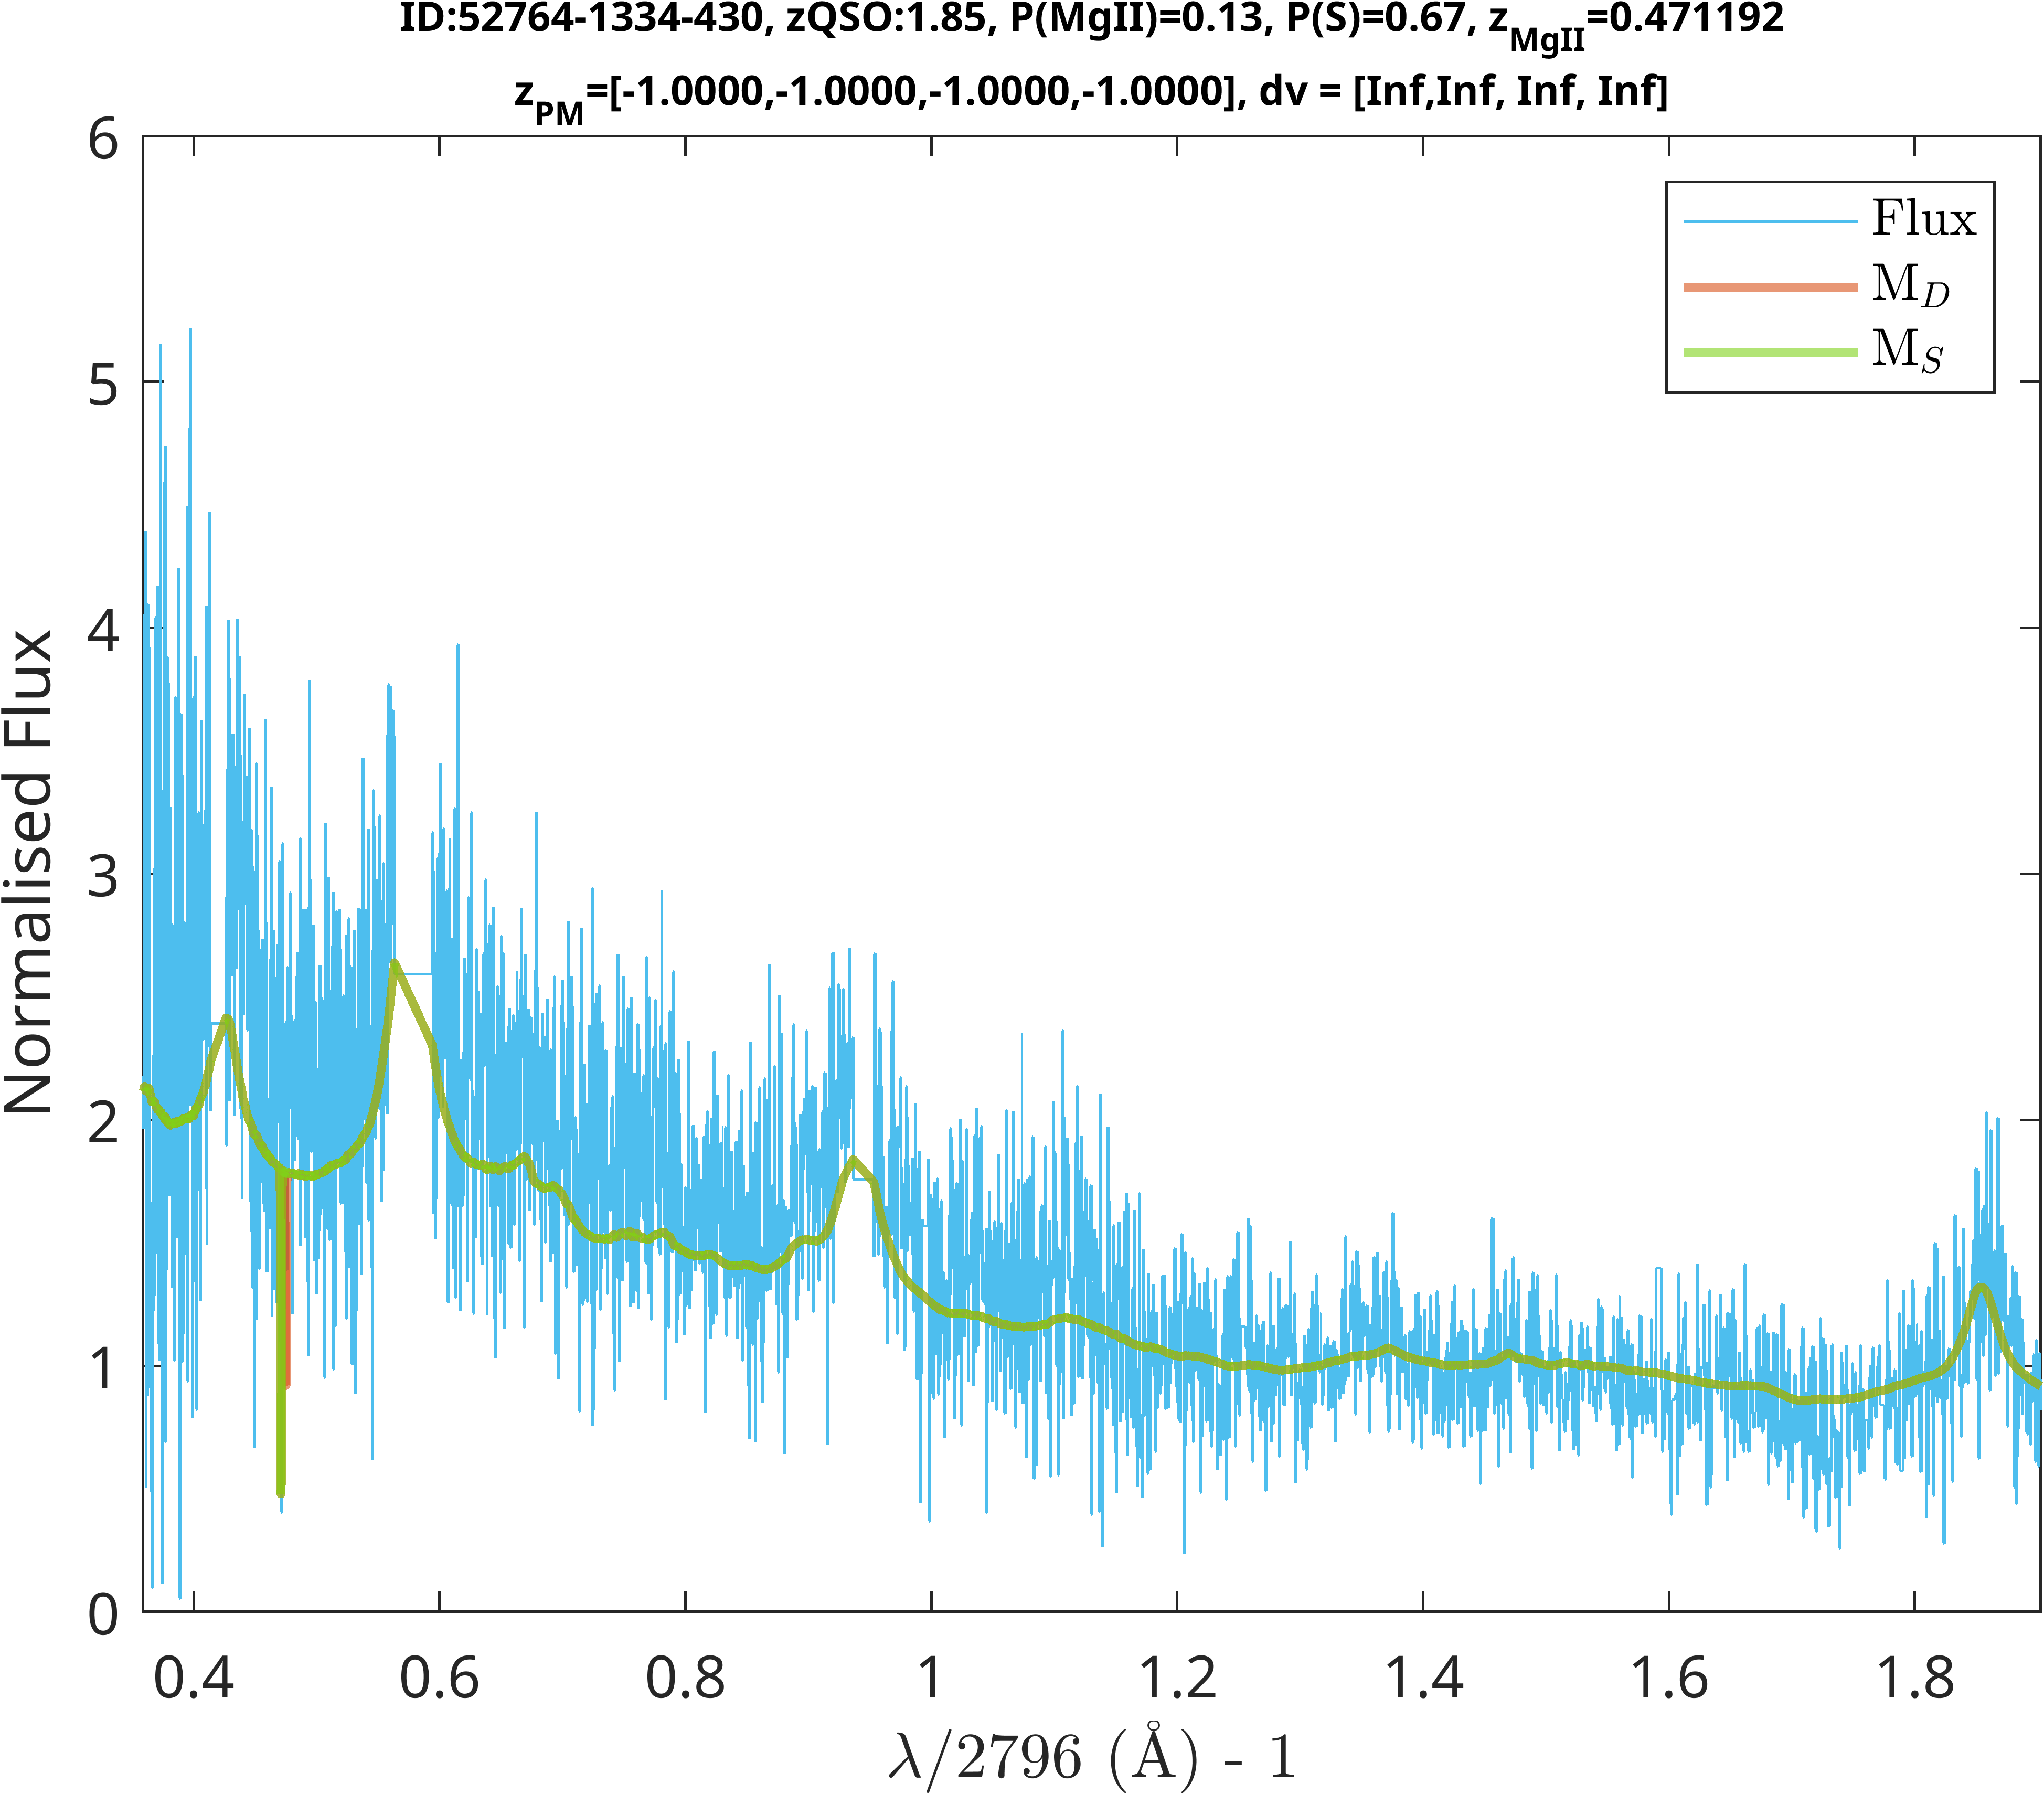 ID:52764-1334-430, zQSO:1.85, P(MgII)=0.13, P(S)=0.67, zMgII=0.471192
zPM=[-1.0000,-1.0000,-1.0000,-1.0000], dv = [Inf,Inf, Inf, Inf]
6
5
4
3
2
1
0
Normalised Flux
Flux
MD
MS
0.4 0.6 0.8 1 1.2 1.4 1.6 1.8
λ/2796 (Å) - 1